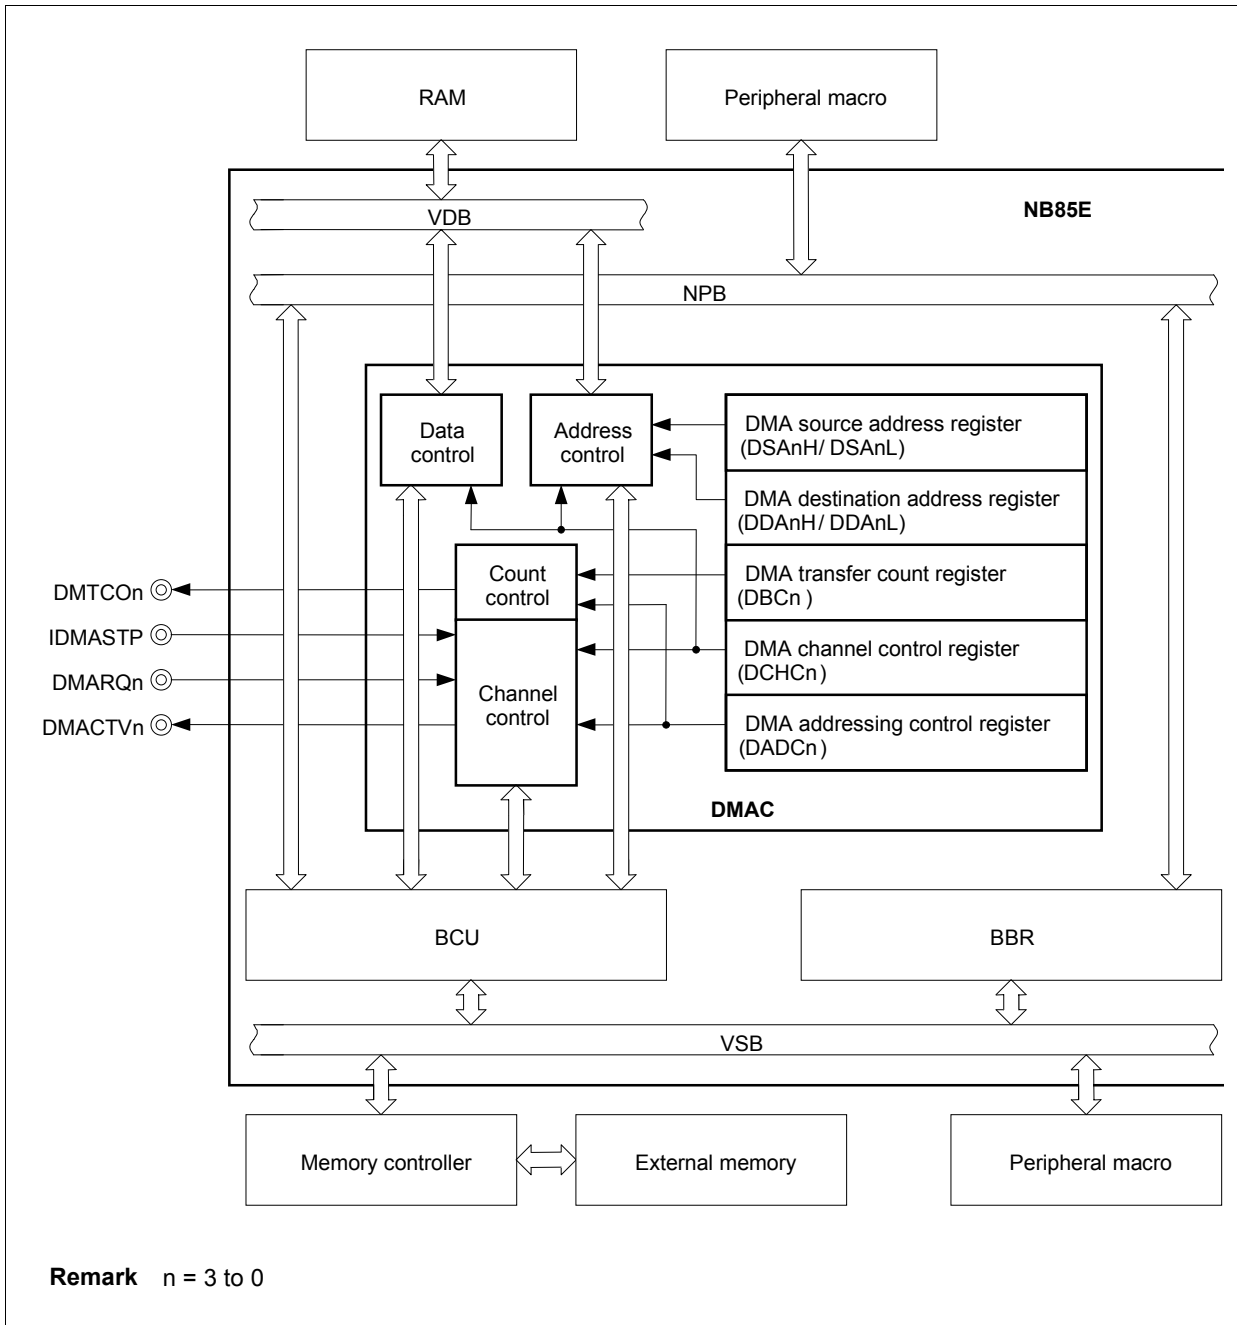 RAM
Peripheral macro
VDB
NB85E
NPB
Data
control
Address
control
DMA source address register
(DSAnH/ DSAnL)
DMA destination address register
(DDAnH/ DDAnL)
Count
control
DMA transfer count register
(DBCn)
DMTCOn
IDMASTP
DMARQn
DMACTVn
Channel
control
DMA channel control register
(DCHCn)
DMA addressing control register
(DADCn)
DMAC
BCU
BBR
VSB
Memory controller
External memory
Peripheral macro
Remark n = 3 to 0